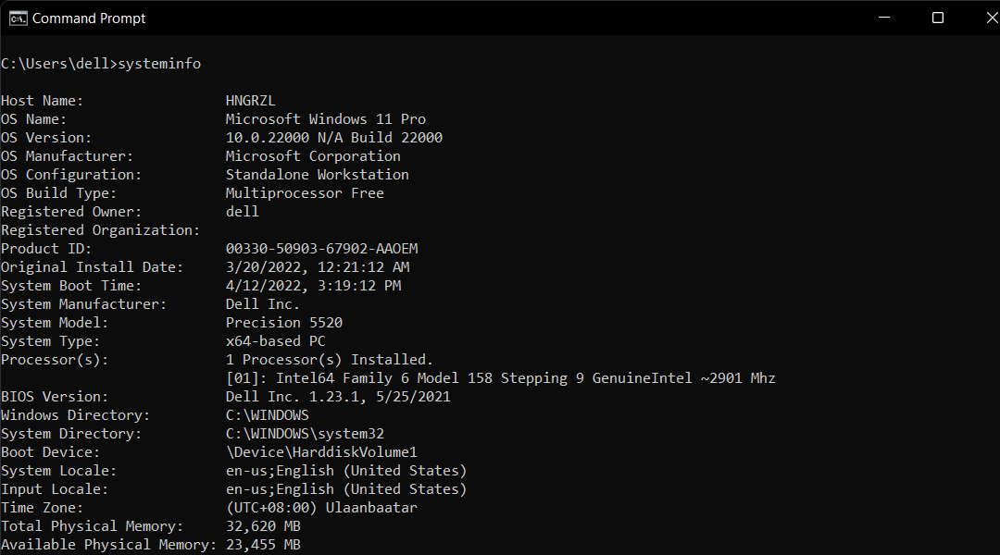 Command Prompt
C:\Users\dell>systeminfo
Host Name: HNGRZL
OS Name: Microsoft Windows 11 Pro
OS Version: 10.0.22000 N/A Build 22000
OS Manufacturer: Microsoft Corporation
OS Configuration: Standalone Workstation
OS Build Type: Multiprocessor Free
Registered Owner: dell
Registered Organization:
Product ID: 00330-50903-67902-AAOEM
Original Install Date: 3/20/2022, 12:21:12 AM
System Boot Time: 4/12/2022, 3:19:12 PM
System Manufacturer: Dell Inc.
System Model: Precision 5520
System Type: x64-based PC
Processor(s): 1 Processor(s) Installed.
[01]: Intel64 Family 6 Model 158 Stepping 9 GenuineIntel ~2901 Mhz
BIOS Version: Dell Inc. 1.23.1, 5/25/2021
Windows Directory: C:\WINDOWS
System Directory: C:\WINDOWS\system32
Boot Device: \Device\HarddiskVolume1
System Locale: en-us;English (United States)
Input Locale: en-us;English (United States)
Time Zone: (UTC+08:00) Ulaanbaatar
Total Physical Memory: 32,620 MB
Available Physical Memory: 23,455 MB